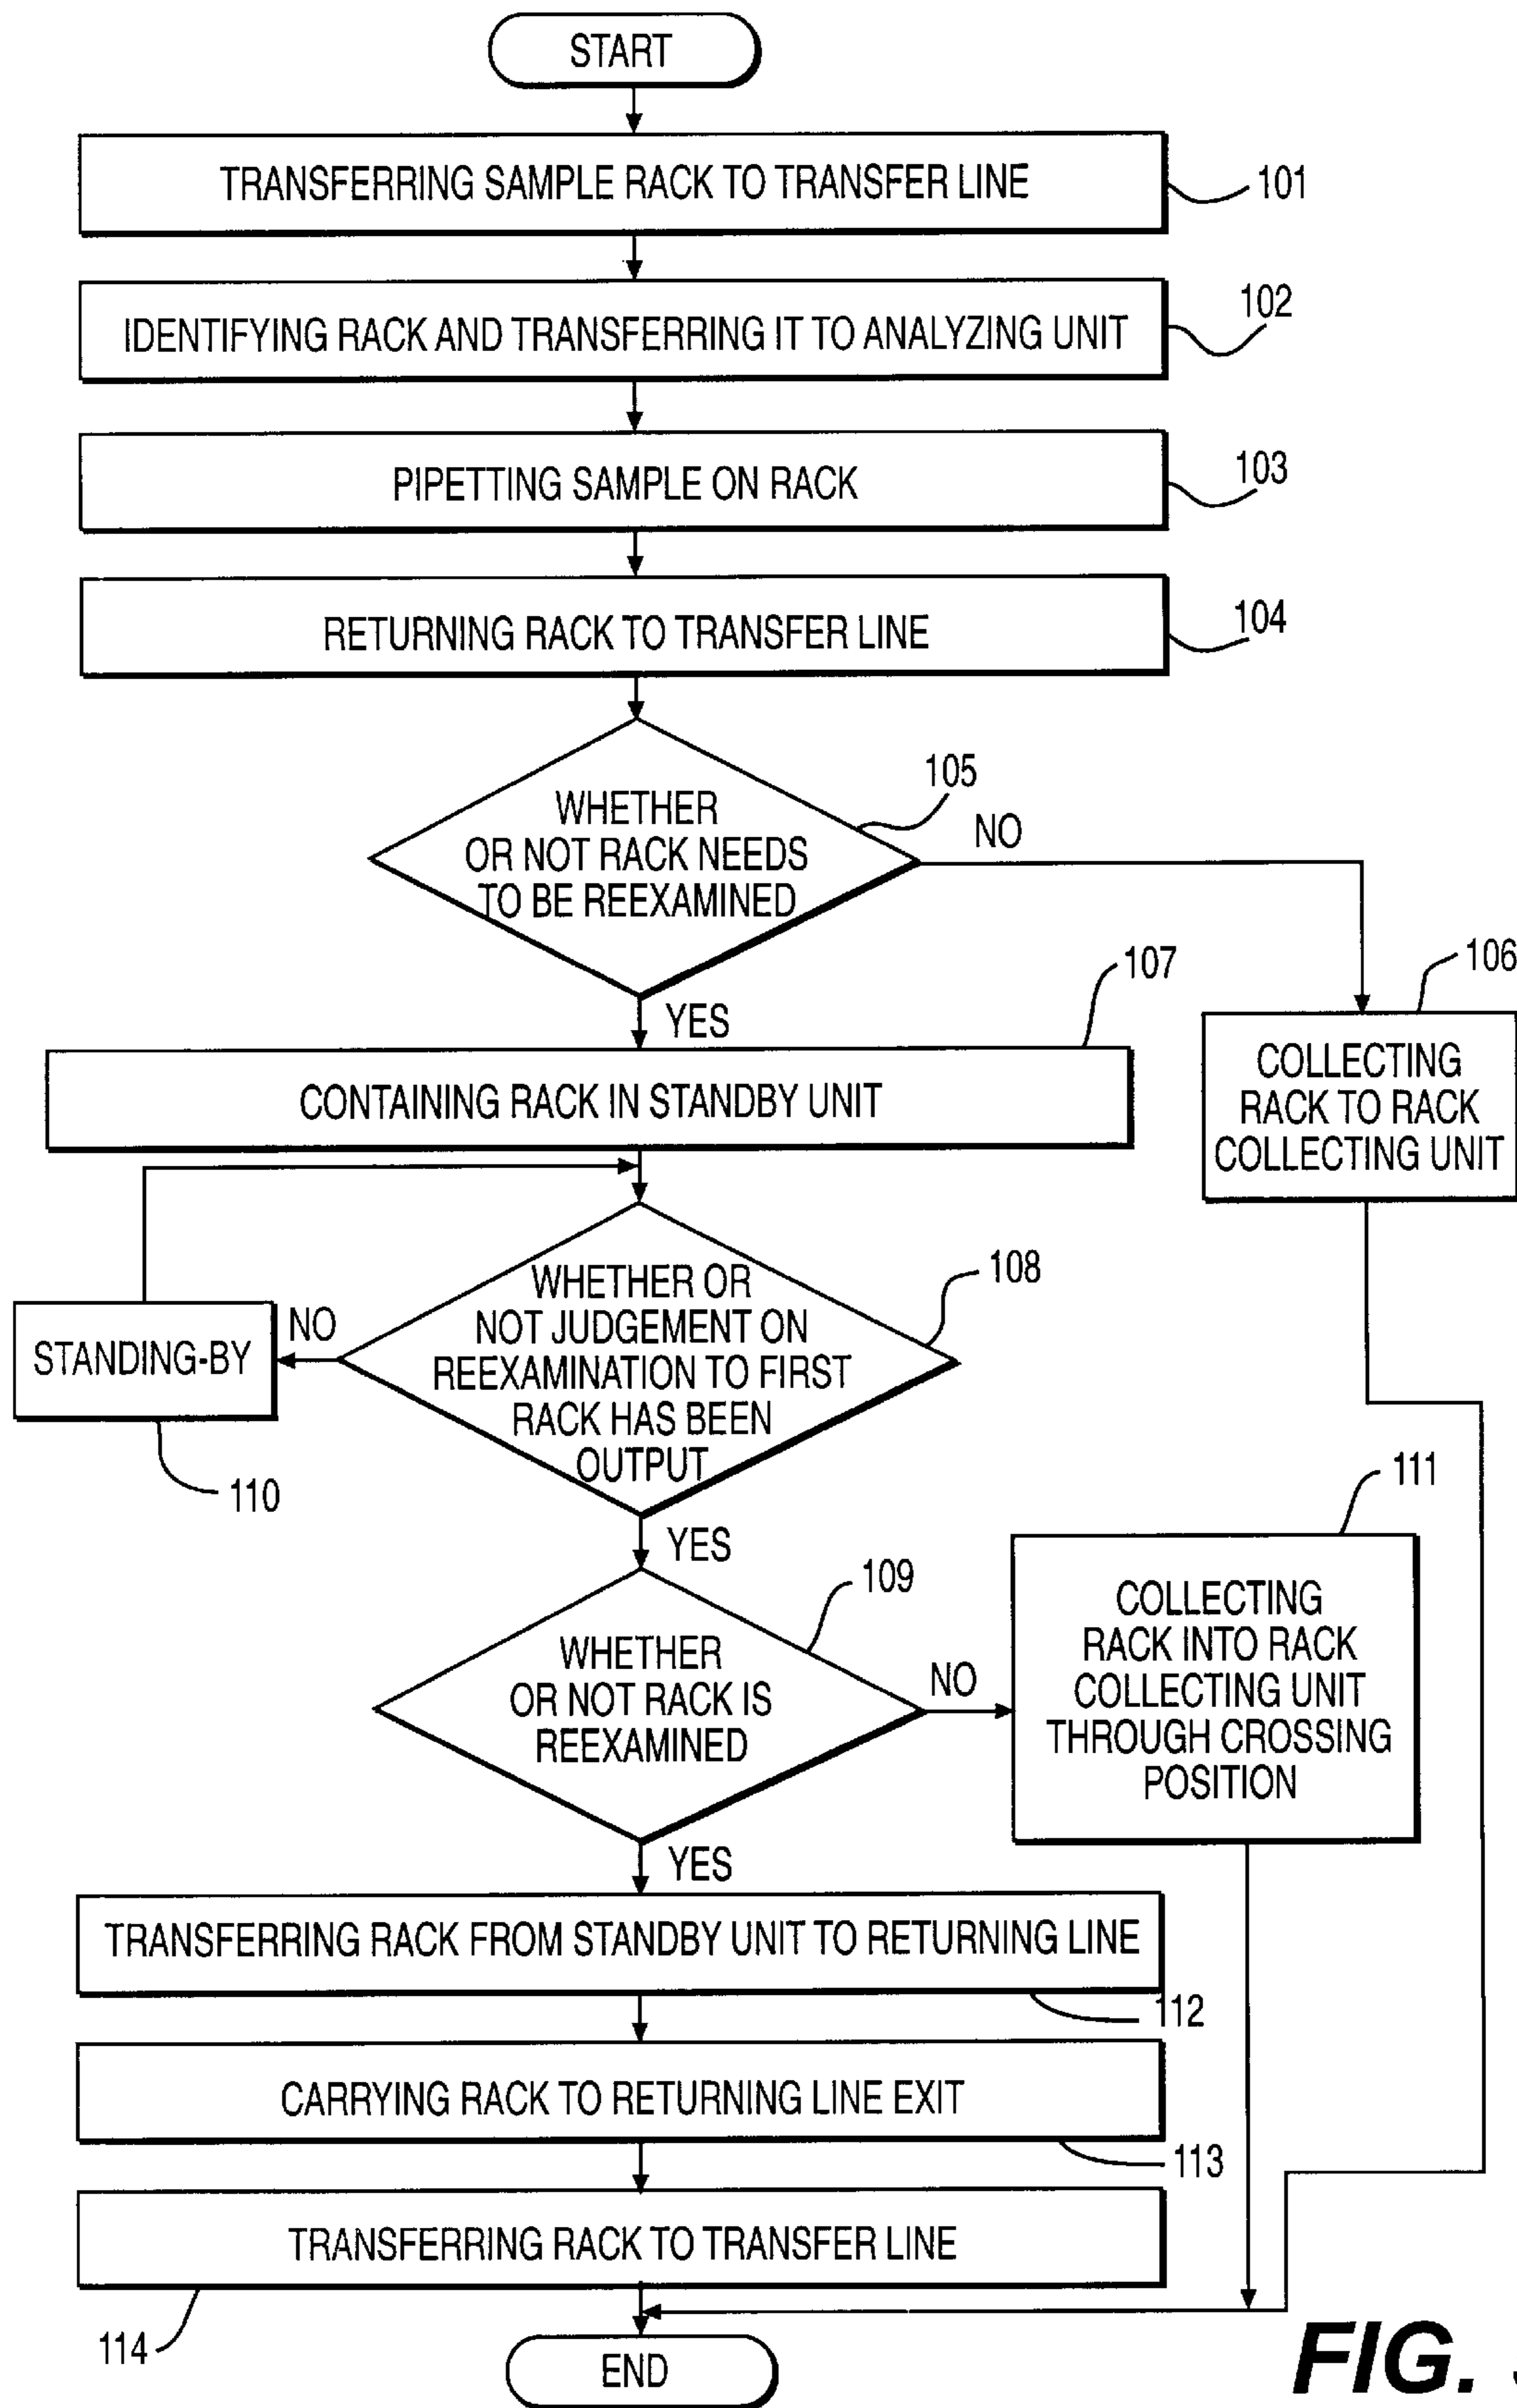 START
TRANSFERRING SAMPLE RACK TO TRANSFER LINE
101
IDENTIFYING RACK AND TRANSFERRING IT TO ANALYZING UNIT
102
PIPETTING SAMPLE ON RACK
103
RETURNING RACK TO TRANSFER LINE
104
WHETHER
OR NOT RACK NEEDS
TO BE REEXAMINED
105
NO
YES
106
COLLECTING
RACK TO RACK
COLLECTING UNIT
107
CONTAINING RACK IN STANDBY UNIT
WHETHER OR
NOT JUDGEMENT ON
REEXAMINATION TO FIRST
RACK HAS BEEN
OUTPUT
108
NO
STANDING-BY
110
YES
WHETHER
OR NOT RACK IS
REEXAMINED
109
NO
111
COLLECTING
RACK INTO RACK
COLLECTING UNIT
THROUGH CROSSING
POSITION
YES
TRANSFERRING RACK FROM STANDBY UNIT TO RETURNING LINE
112
CARRYING RACK TO RETURNING LINE EXIT
113
TRANSFERRING RACK TO TRANSFER LINE
114
END
FIG.